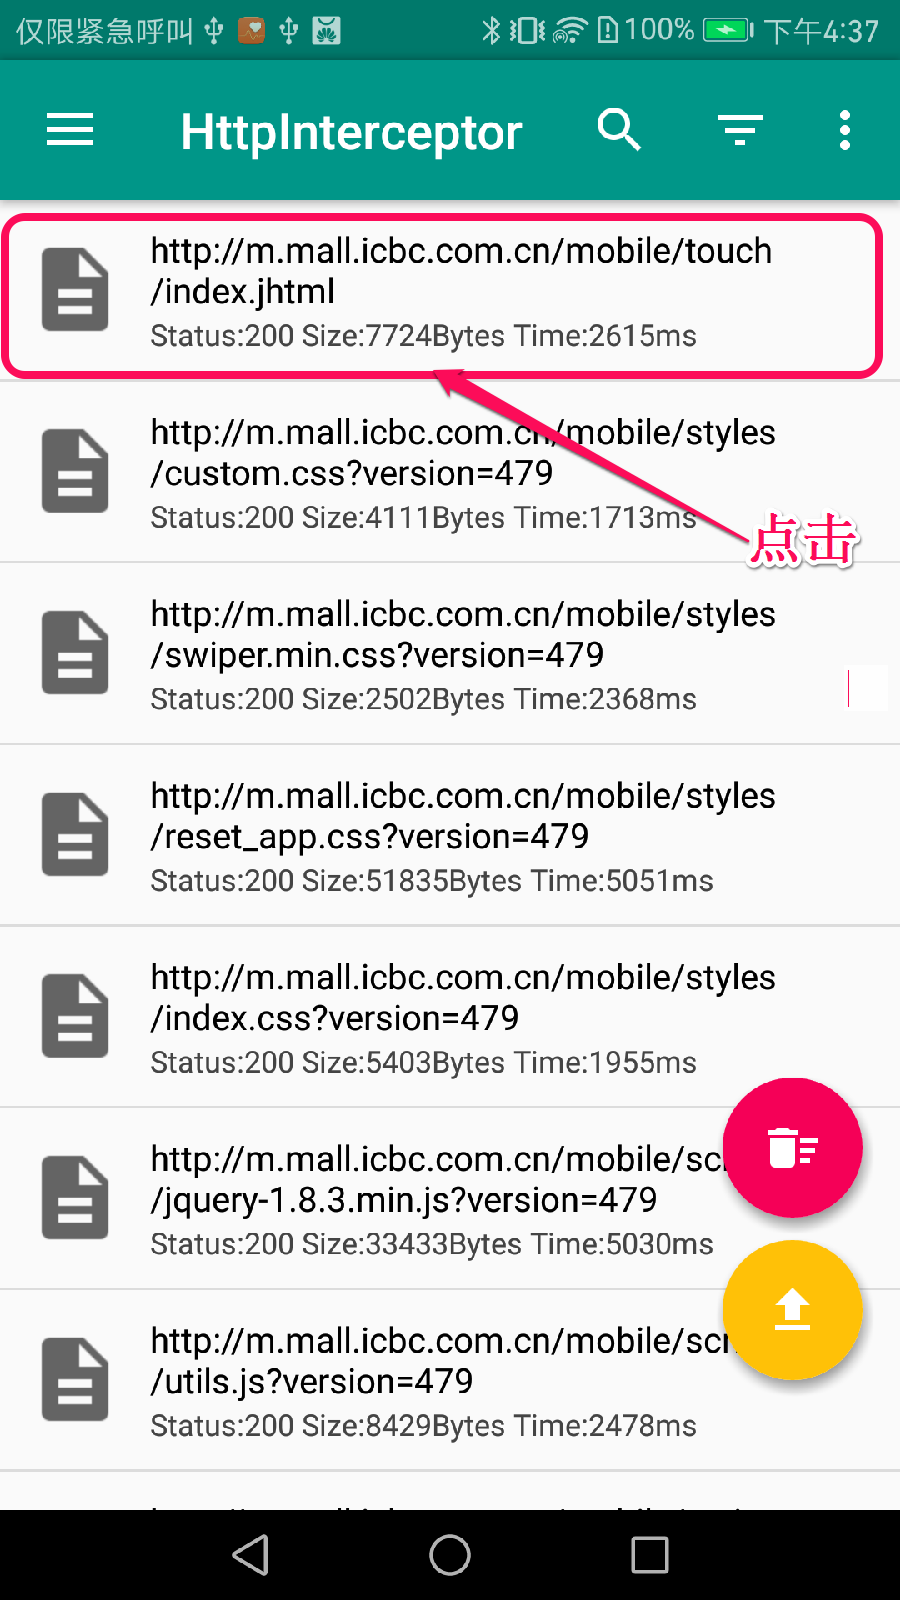 仅限紧急呼叫 100% 下午4:37
HttpInterceptor
http://m.mall.icbc.com.cn/mobile/touch
/index.jhtml
Status:200 Size:7724Bytes Time:2615ms
http://m.mall.icbc.com.cn/mobile/styles
/custom.css?version=479
Status:200 Size:4111Bytes Time:1713ms
点击
http://m.mall.icbc.com.cn/mobile/styles
/swiper.min.css?version=479
Status:200 Size:2502Bytes Time:2368ms
http://m.mall.icbc.com.cn/mobile/styles
/reset_app.css?version=479
Status:200 Size:51835Bytes Time:5051ms
http://m.mall.icbc.com.cn/mobile/styles
/index.css?version=479
Status:200 Size:5403Bytes Time:1955ms
http://m.mall.icbc.com.cn/mobile/sc
/jquery-1.8.3.min.js?version=479
Status:200 Size:33433Bytes Time:5030ms
http://m.mall.icbc.com.cn/mobile/scr
/utils.js?version=479
Status:200 Size:8429Bytes Time:2478ms